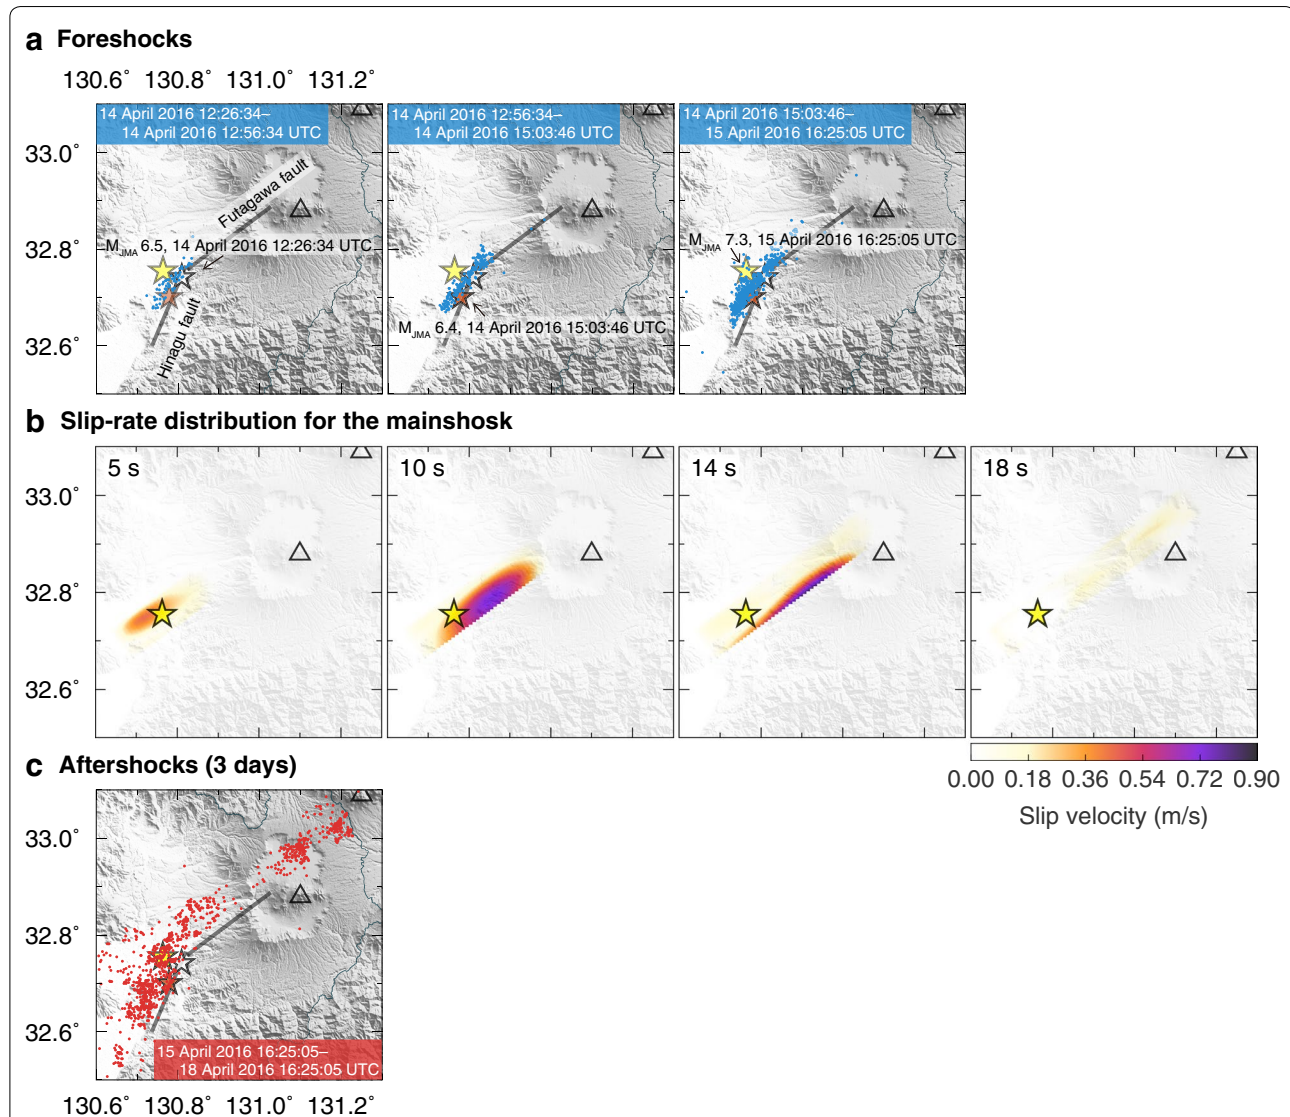 a Foreshocks
130.6° 130.8° 131.0° 131.2°
14 April 2016 12:26:34–
14 April 2016 12:56:34 UTC
14 April 2016 12:56:34–
14 April 2016 15:03:46 UTC
14 April 2016 15:03:46–
15 April 2016 16:25:05 UTC
33.0°
32.8°
32.6°
Futagawa fault
MJMA 6.5, 14 April 2016 12:26:34 UTC
Hinagu fault
MJMA 6.4, 14 April 2016 15:03:46 UTC
MJMA 7.3, 15 April 2016 16:25:05 UTC
b Slip-rate distribution for the mainshosk
5 s
10 s
14 s
18 s
33.0°
32.8°
32.6°
0.00 0.18 0.36 0.54 0.72 0.90
Slip velocity (m/s)
c Aftershocks (3 days)
33.0°
32.8°
32.6°
15 April 2016 16:25:05–
18 April 2016 16:25:05 UTC
130.6° 130.8° 131.0° 131.2°